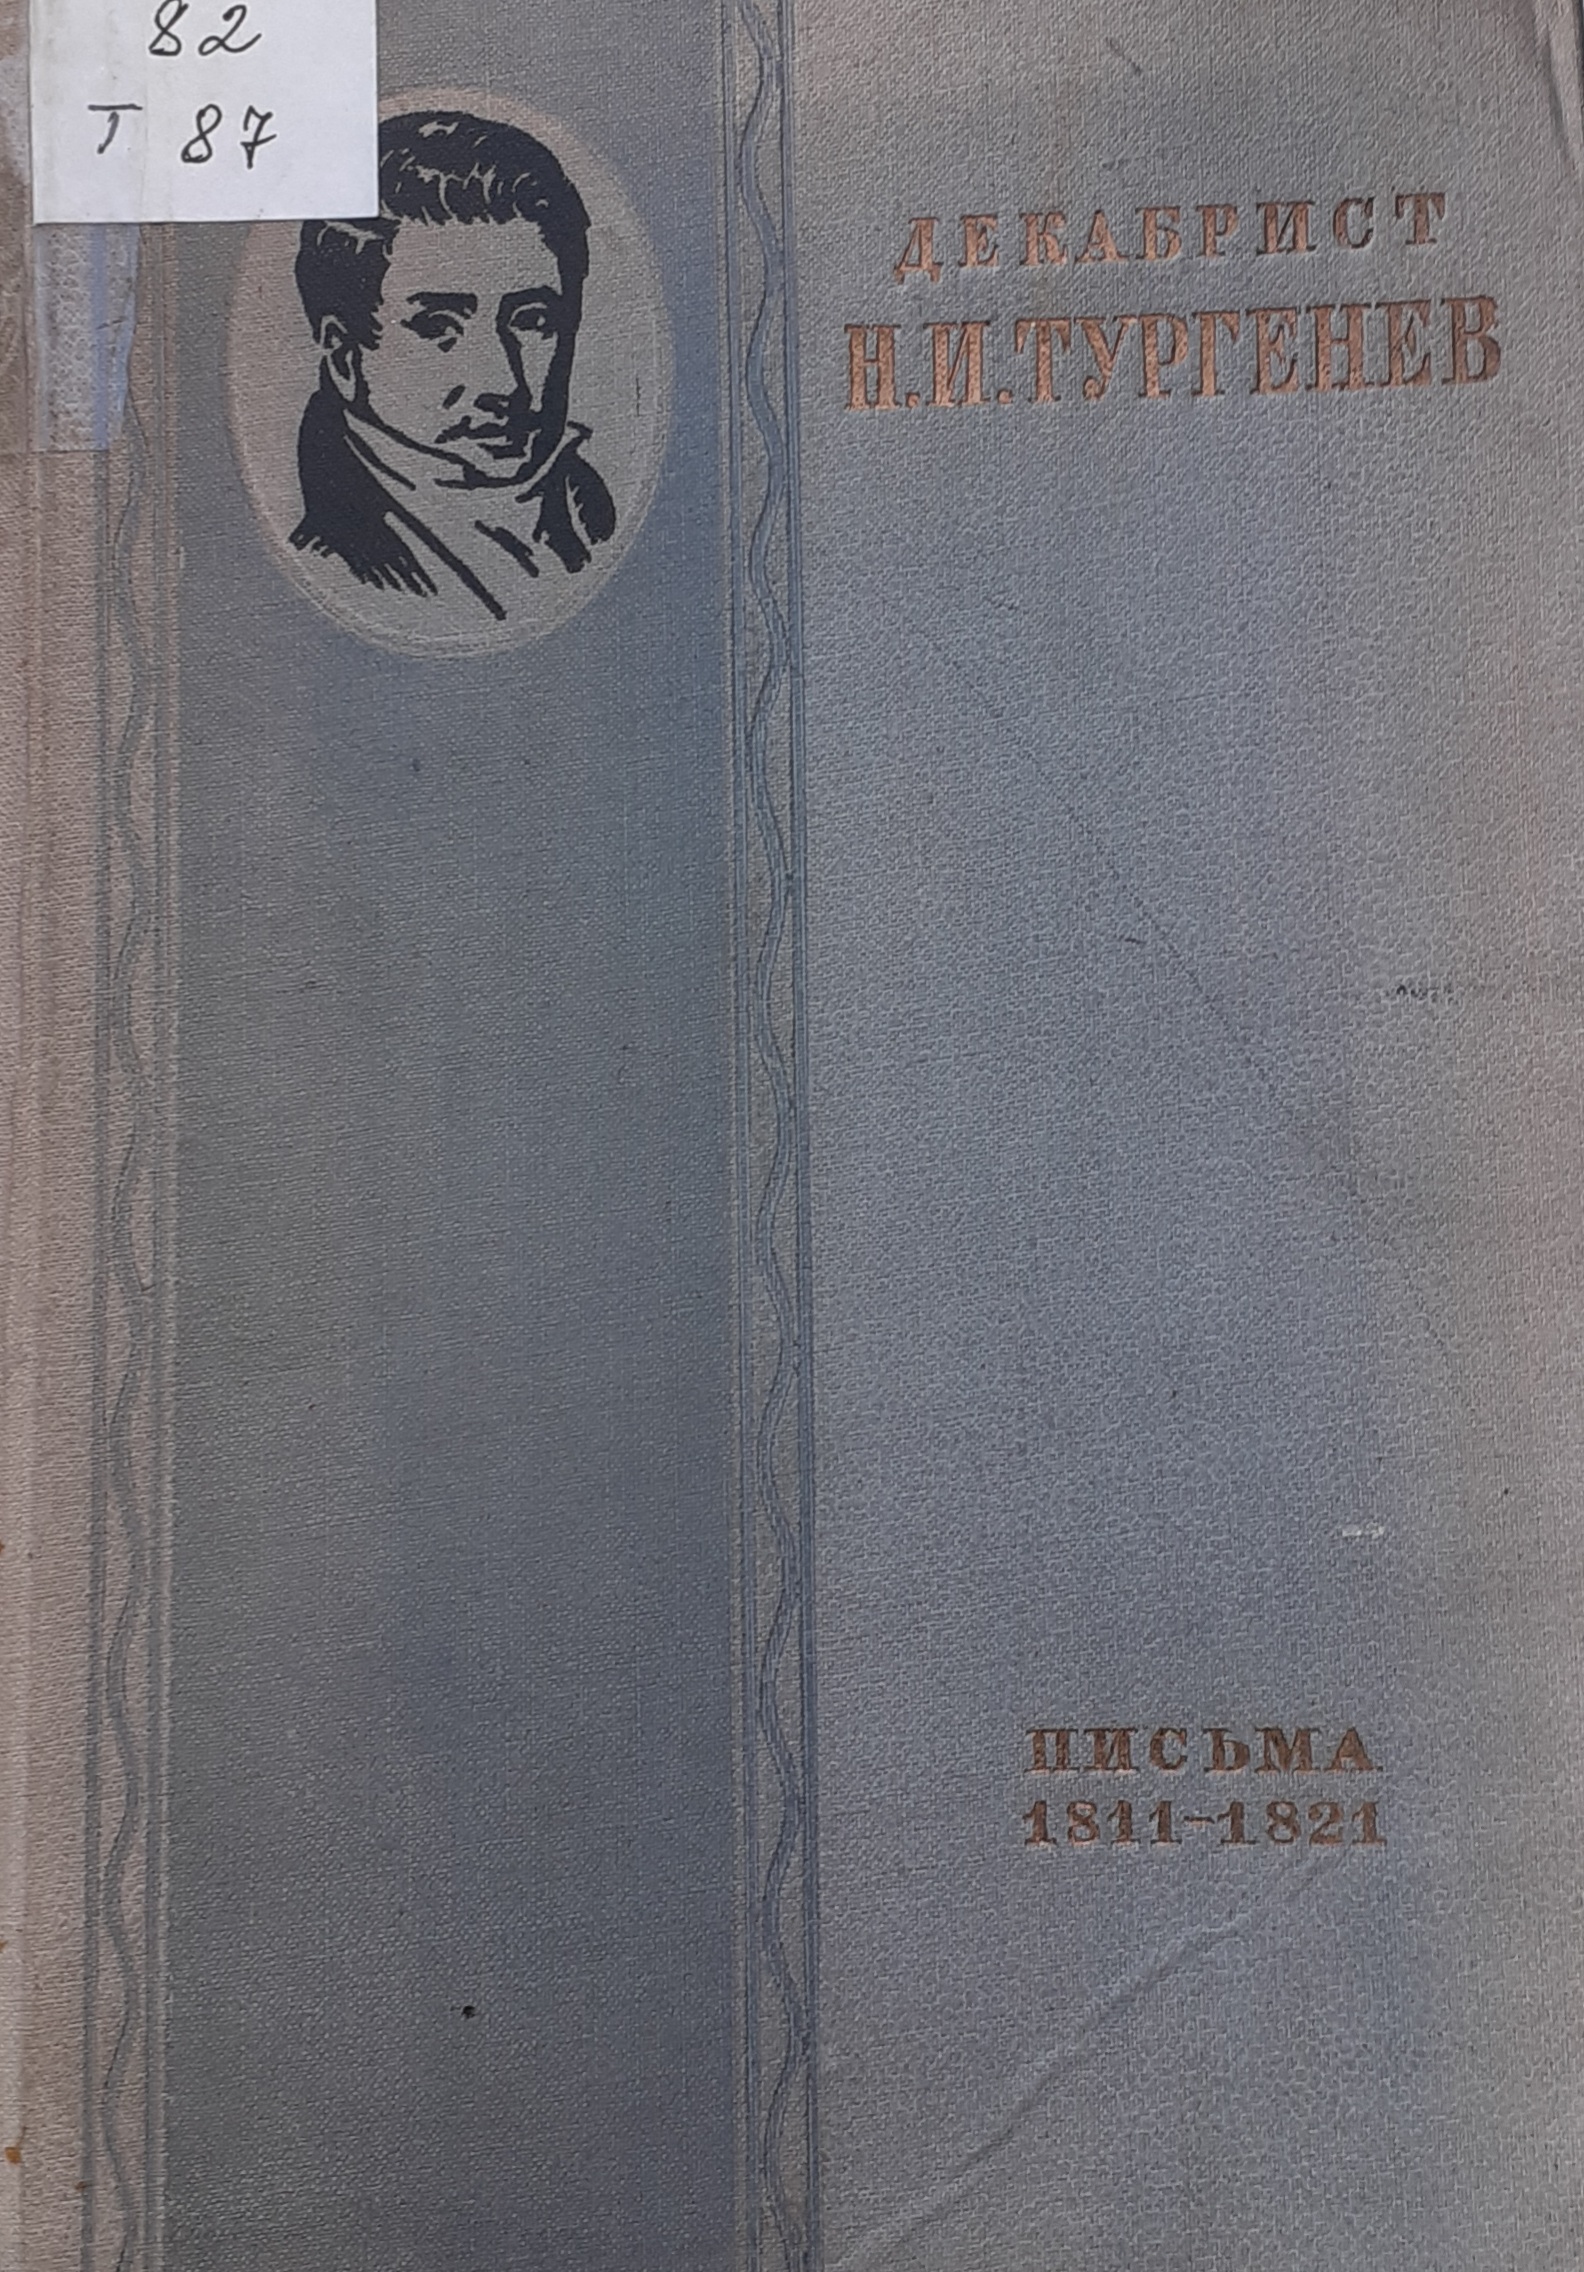 82
Т 87
ДЕКАБРИСТ
Н.И.ТУРГЕНЕВ
ПИСЬМА
1811-1821